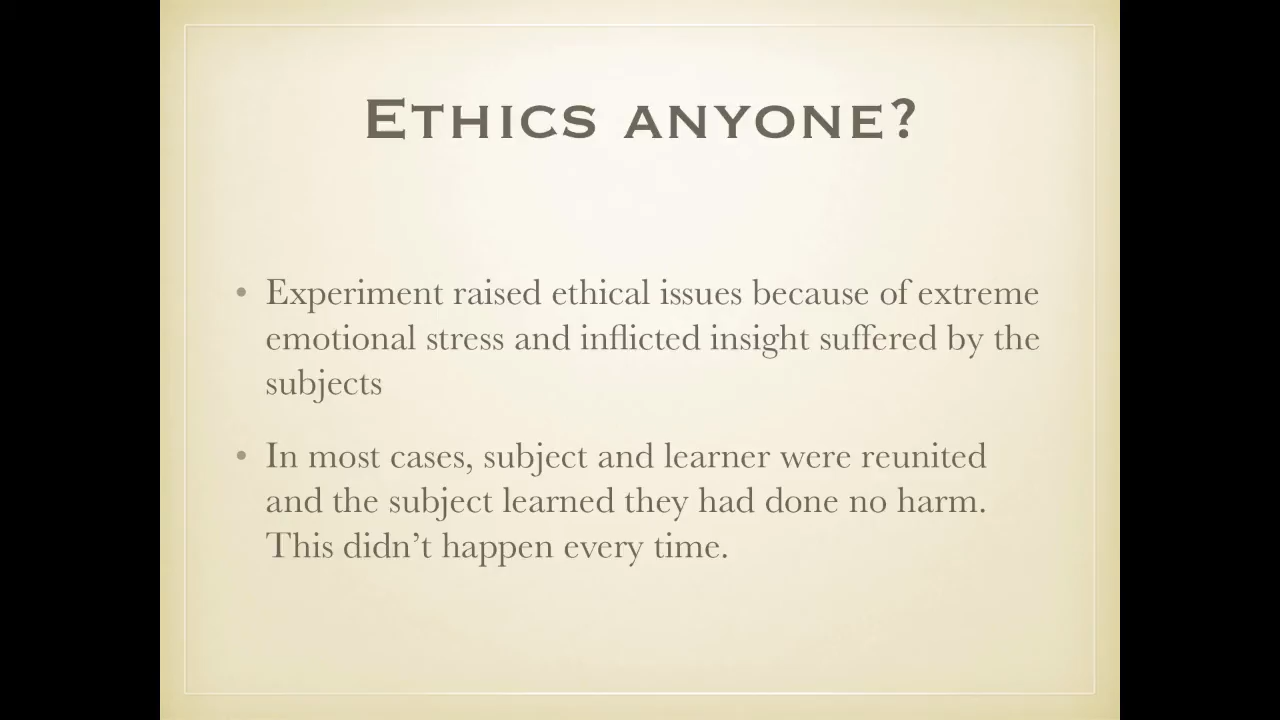 Ethics anyone?
• Experiment raised ethical issues because of extreme
emotional stress and inflicted insight suffered by the
subjects
• In most cases, subject and learner were reunited
and the subject learned they had done no harm.
This didn’t happen every time.